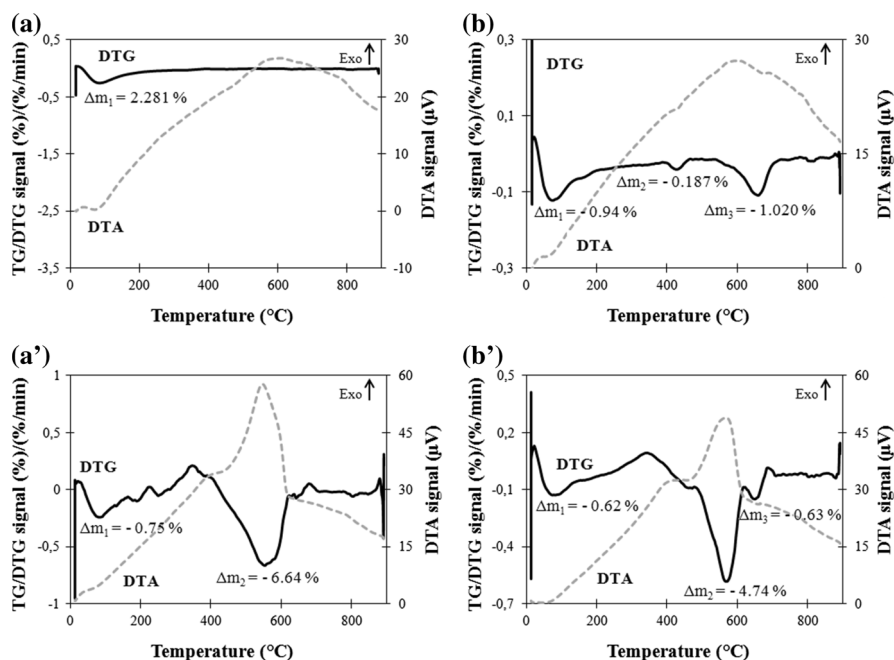 (a)
TG/DTG signal (%)/(%/min)
0,5
-0,5
-1,5
-2,5
-3,5
DTG
Δm1 = 2.281 %
DTA
Exo
30
20
10
0
-10
DTA signal (µV)
0 200 400 600 800
Temperature (°C)
(b)
TG/DTG signal (%)/(%/min)
0,3
0,1
-0,1
-0,3
DTG
Δm1 = - 0.94 %
Δm2 = - 0.187 %
Δm3 = - 1.020 %
DTA
Exo
30
15
0
DTA signal (µV)
0 200 400 600 800
Temperature (°C)
(a’)
TG/DTG signal (%)/(%/min)
1
0,5
0
-0,5
-1
DTG
Δm1 = - 0.75 %
Δm2 = - 6.64 %
DTA
Exo
60
45
30
15
0
DTA signal (µV)
0 200 400 600 800
Temperature (°C)
(b’)
TG/DTG signal (%)/(%/min)
0,5
0,2
-0,1
-0,4
-0,7
DTG
Δm1 = - 0.62 %
Δm3 = - 0.63 %
DTA
Δm2 = - 4.74 %
Exo
60
45
30
15
0
DTA signal (µV)
0 200 400 600 800
Temperature (°C)